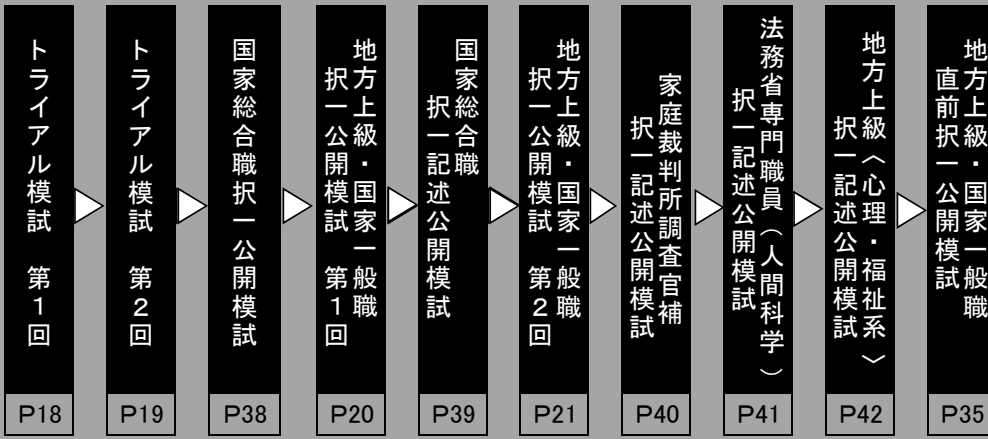 トライアル模試　第１回
P18
トライアル模試　第２回
P19
国家総合職択一公開模試
P38
地方上級・国家一般職
択一公開模試　第１回
P20
国家総合職
択一記述公開模試
P39
地方上級・国家一般職
択一公開模試　第２回
P21
家庭裁判所調査官補
択一記述公開模試
P40
法務省専門職員（人間科学）
択一記述公開模試
P41
地方上級〈心理・福祉系〉
択一記述公開模試
P42
地方上級・国家一般職
直前択一公開模試
P35